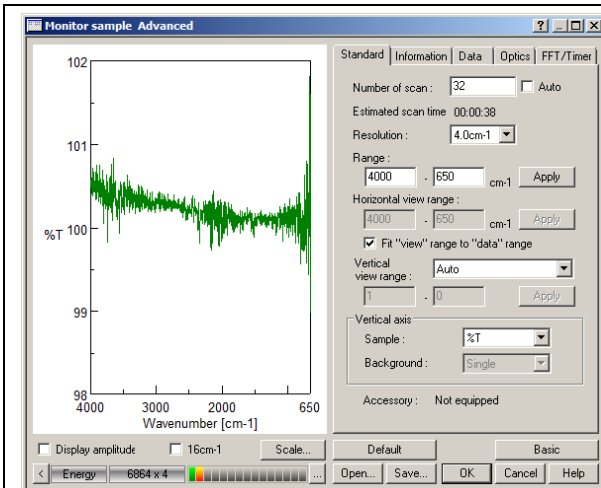 Monitor sample Advanced
Standard Information Data Optics FFT/Timer
102
101
100
99
98
%T
4000 3000 2000 650
Wavenumber [cm-1]
Number of scan : 32 Auto
Estimated scan time 00:00:38
Resolution : 4.0cm-1
Range :
4000 - 650 cm-1 Apply
Horizontal view range :
4000 - 650 cm-1 Apply
Fit "view" range to "data" range
Vertical
view range : Auto
1 - 0 Apply
Vertical axis
Sample : %T
Background : Single
Accessory : Not equipped
Display amplitude 16cm-1 Scale... Default Basic
< Energy 6864 x 4 ... Open... Save... OK Cancel Help